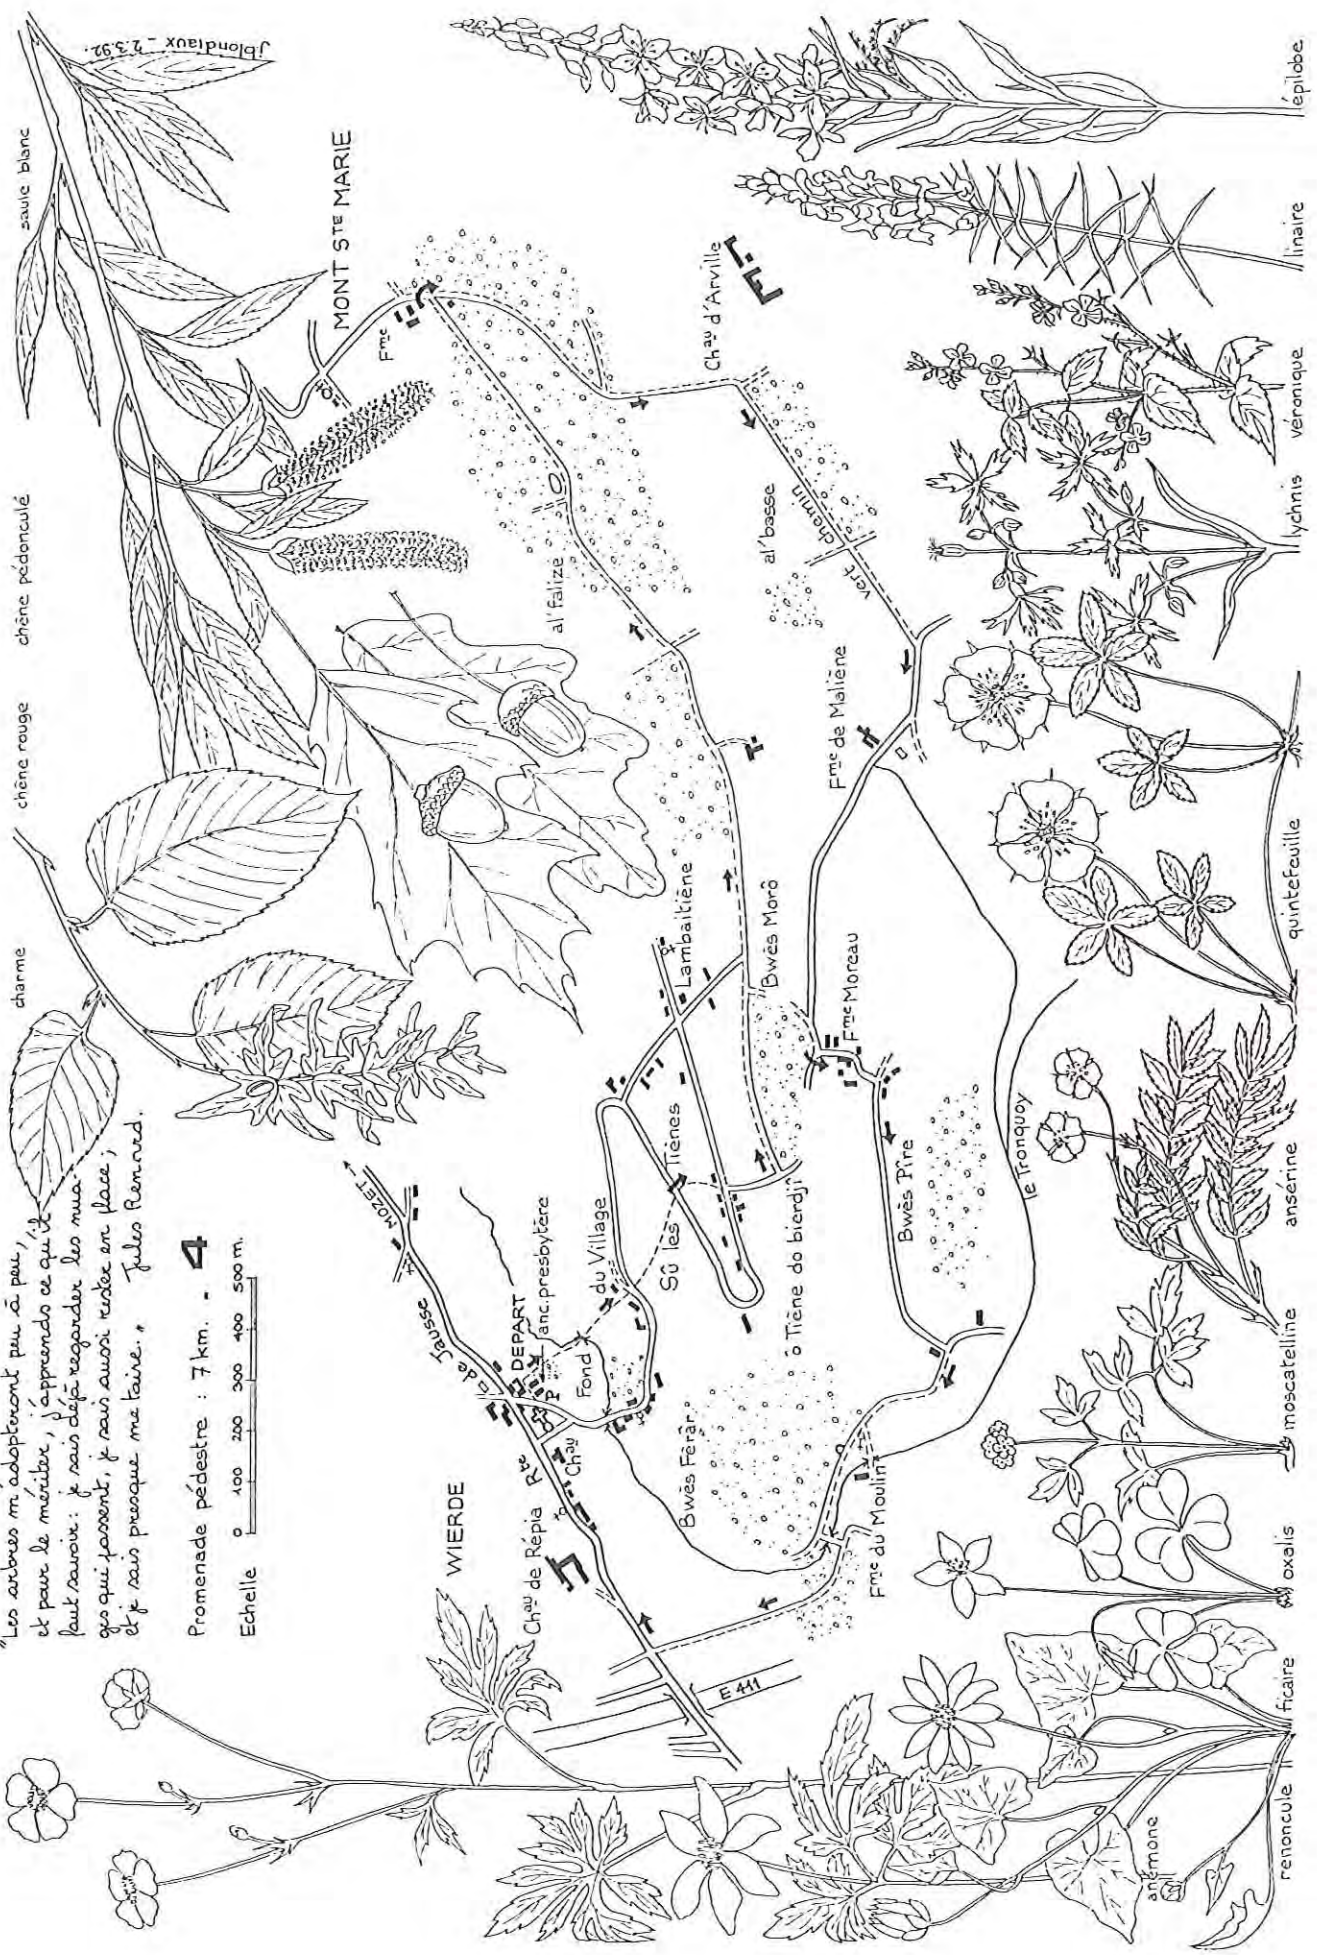 "Les arbres m'adopteront peu à peu,
et pour le mériter, j'apprends ce qu'il
faut savoir : je sais déjà regarder les nua-
ges qui passent, je sais aussi rester en place,
et je sais presque me taire. " Jules Renard.
charme
chêne rouge
chêne pédonculé
saule blanc
jblondiaux - 2.3.92.
Promenade pédestre : 7 km. - 4
Echelle
0 100 200 300 400 500 m.
MOZET
MONT STE MARIE
Fme
WIERDE
Chau de Répia
Rte de Jausse
Chau
DEPART
anc. presbytère
P
Fond du Village
Sû les Tiènes
Lambaitiène
al' falize
Chau d'Arville
al' basse
chemin vert
Fme de Maliène
Bwès Morô
Fme Moreau
Tiène do bierdji
Bwès Pîre
Bwès Fèrâr
le Tronquoy
Fme du Moulin
E 411
renoncule
anémone
ficaire
oxalis
moscatelline
ansérine
quintefeuille
lychnis
véronique
linaire
épilobe